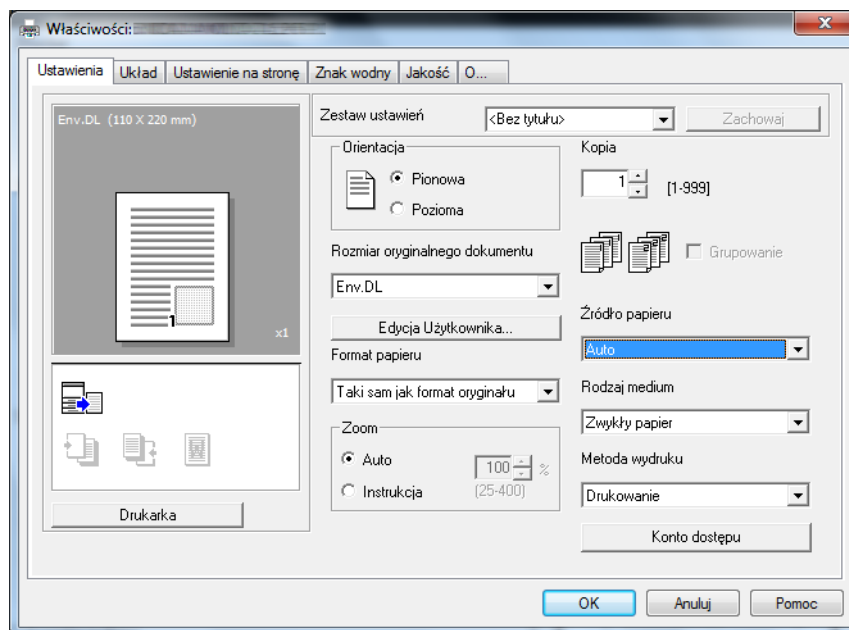 Właściwości:
Ustawienia Układ Ustawienie na stronę Znak wodny Jakość O...
Env.DL (110 X 220 mm)
1
x1
Drukarka
Zestaw ustawień <Bez tytułu> Zachowaj
Orientacja
Pionowa
Pozioma
Rozmiar oryginalnego dokumentu
Env.DL
Edycja Użytkownika...
Format papieru
Taki sam jak format oryginału
Zoom
Auto 100 %
Instrukcja (25-400)
Kopia
1 [1-999]
Grupowanie
Źródło papieru
Auto
Rodzaj medium
Zwykły papier
Metoda wydruku
Drukowanie
Konto dostępu
OK Anuluj Pomoc